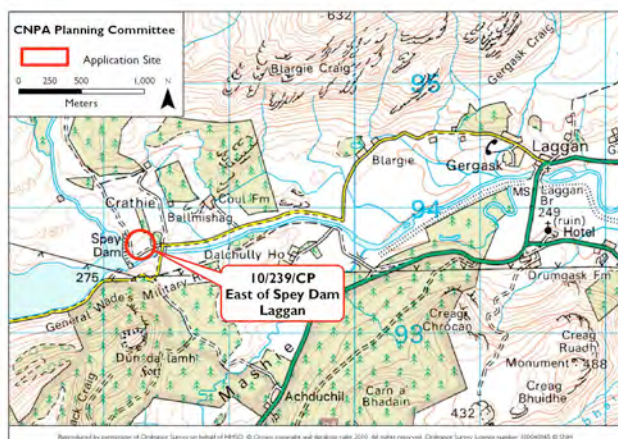 CNPA Planning Committee
Application Site
0 250 500 1,000
Meters
N
632
Blargie Craig
Gergask Craig
95
Laggan
Blargie
Gergask
Crathie
Coul Fm
Ballmishag
MS
Laggan
Br
249
(ruin)
Hotel
94
Spey
Dam
Dalchully Ho
275
General Wade's Military
10/239/CP
East of Spey Dam
Laggan
Drumgask Fm
Creag
Chrocan
93
Creag
Ruadh
Dun da lamh
Fort
Monument
488
Mashie
Achduchil
Carn a'
Bhadain
Creag
Bhuidhe
432
Black Craig